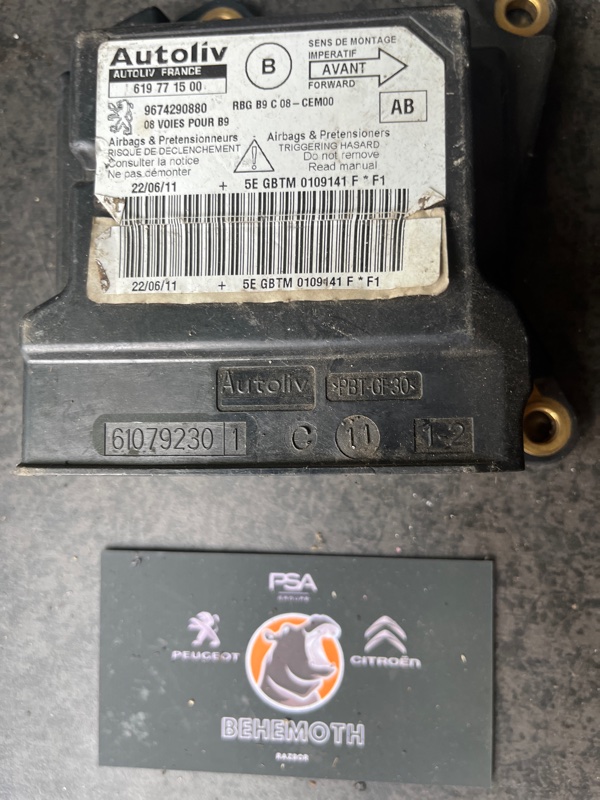 Autoliv
AUTOLIV FRANCE
619 77 15 00
B
SENS DE MONTAGE
IMPERATIF
AVANT
FORWARD
9674290880
08 VOIES POUR B9
RBG B9 C 08-CEM00
AB
Airbags & Pretensionneurs
RISQUE DE DECLENCHEMENT
Consulter la notice
Ne pas démonter
Airbags & Pretensioners
TRIGGERING HASARD
Do not remove
Read manual
22/06/11 + 5E GBTM 0109141 F * F1
22/06/11 + 5E GBTM 0109141 F * F1
Autoliv >PBT-GF30<
61079230 1 C 11 1-2
PSA
GROUPE
PEUGEOT
CITROËN
BEHEMOTH
RAZBOR